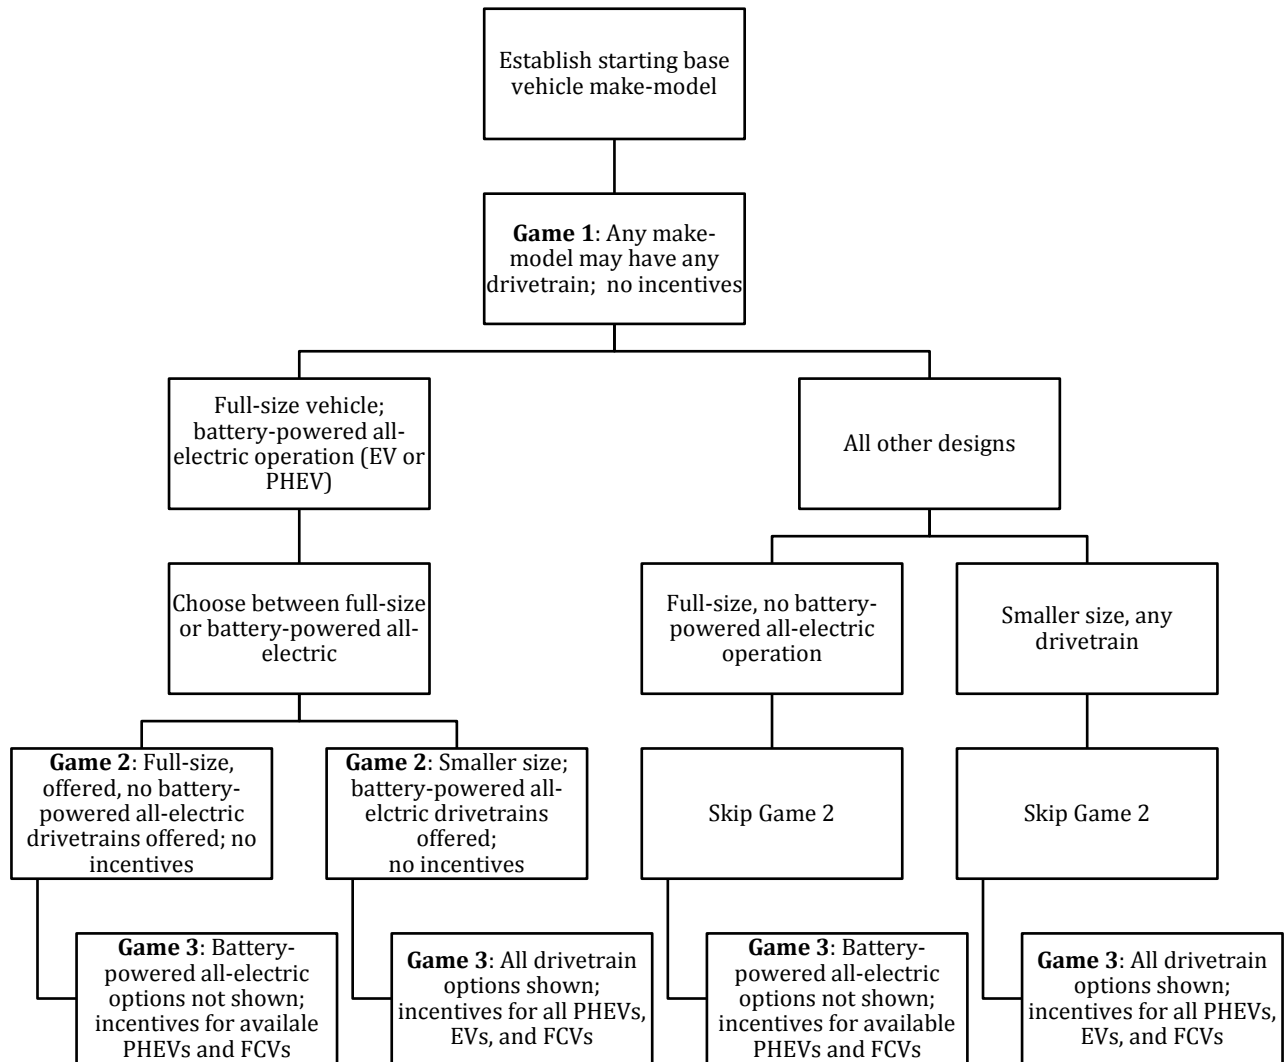 Establish starting base
vehicle make-model
Game 1: Any make-
model may have any
drivetrain;  no incentives
Full-size vehicle;
battery-powered all-
electric operation (EV or
PHEV)
All other designs
Choose between full-size
or battery-powered all-
electric
Full-size, no battery-
powered all-electric
operation
Smaller size, any
drivetrain
Game 2: Full-size,
offered, no battery-
powered all-electric
drivetrains offered; no
incentives
Game 2: Smaller size;
battery-powered all-
elctric drivetrains
offered;
no incentives
Skip Game 2
Skip Game 2
Game 3: Battery-
powered all-electric
options not shown;
incentives for availale
PHEVs and FCVs
Game 3: All drivetrain
options shown;
incentives for all PHEVs,
EVs, and FCVs
Game 3: Battery-
powered all-electric
options not shown;
incentives for available
PHEVs and FCVs
Game 3: All drivetrain
options shown;
incentives for all PHEVs,
EVs, and FCVs